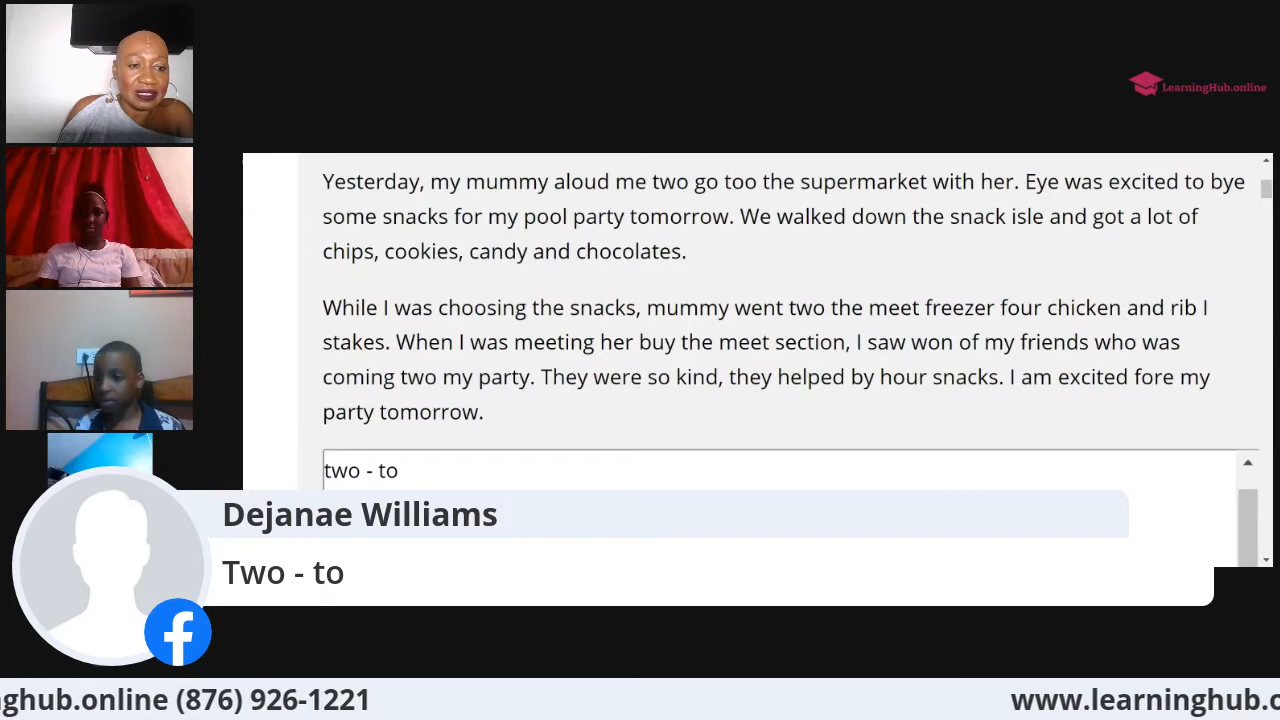 LearningHub.online
Yesterday, my mummy aloud me two go too the supermarket with her. Eye was excited to bye
some snacks for my pool party tomorrow. We walked down the snack isle and got a lot of
chips, cookies, candy and chocolates.
While I was choosing the snacks, mummy went two the meet freezer four chicken and rib I
stakes. When I was meeting her buy the meet section, I saw won of my friends who was
coming two my party. They were so kind, they helped by hour snacks. I am excited fore my
party tomorrow.
two - to
Dejanae Williams
Two - to
ghub.online (876) 926-1221
www.learninghub.o